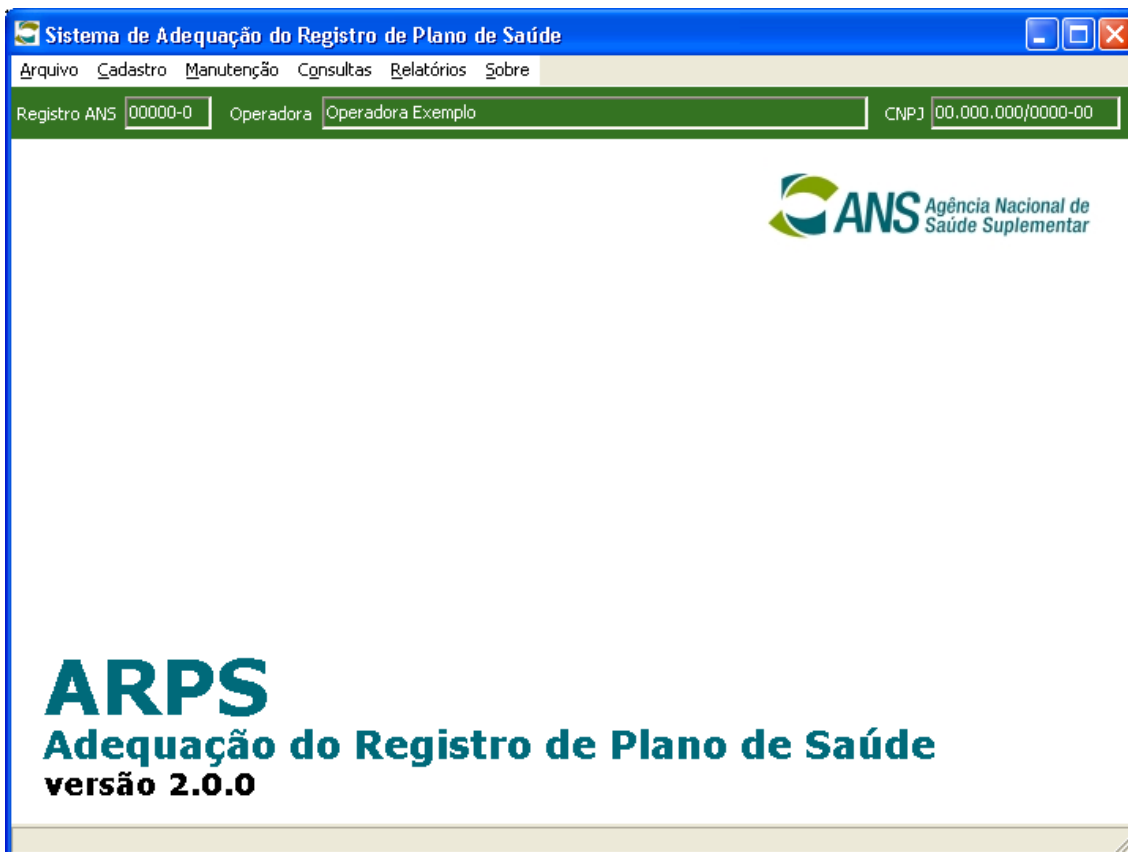 Sistema de Adequação do Registro de Plano de Saúde
Arquivo Cadastro Manutenção Consultas Relatórios Sobre
Registro ANS 00000-0 Operadora Operadora Exemplo CNPJ 00.000.000/0000-00
ANS Agência Nacional de
Saúde Suplementar
ARPS
Adequação do Registro de Plano de Saúde
versão 2.0.0